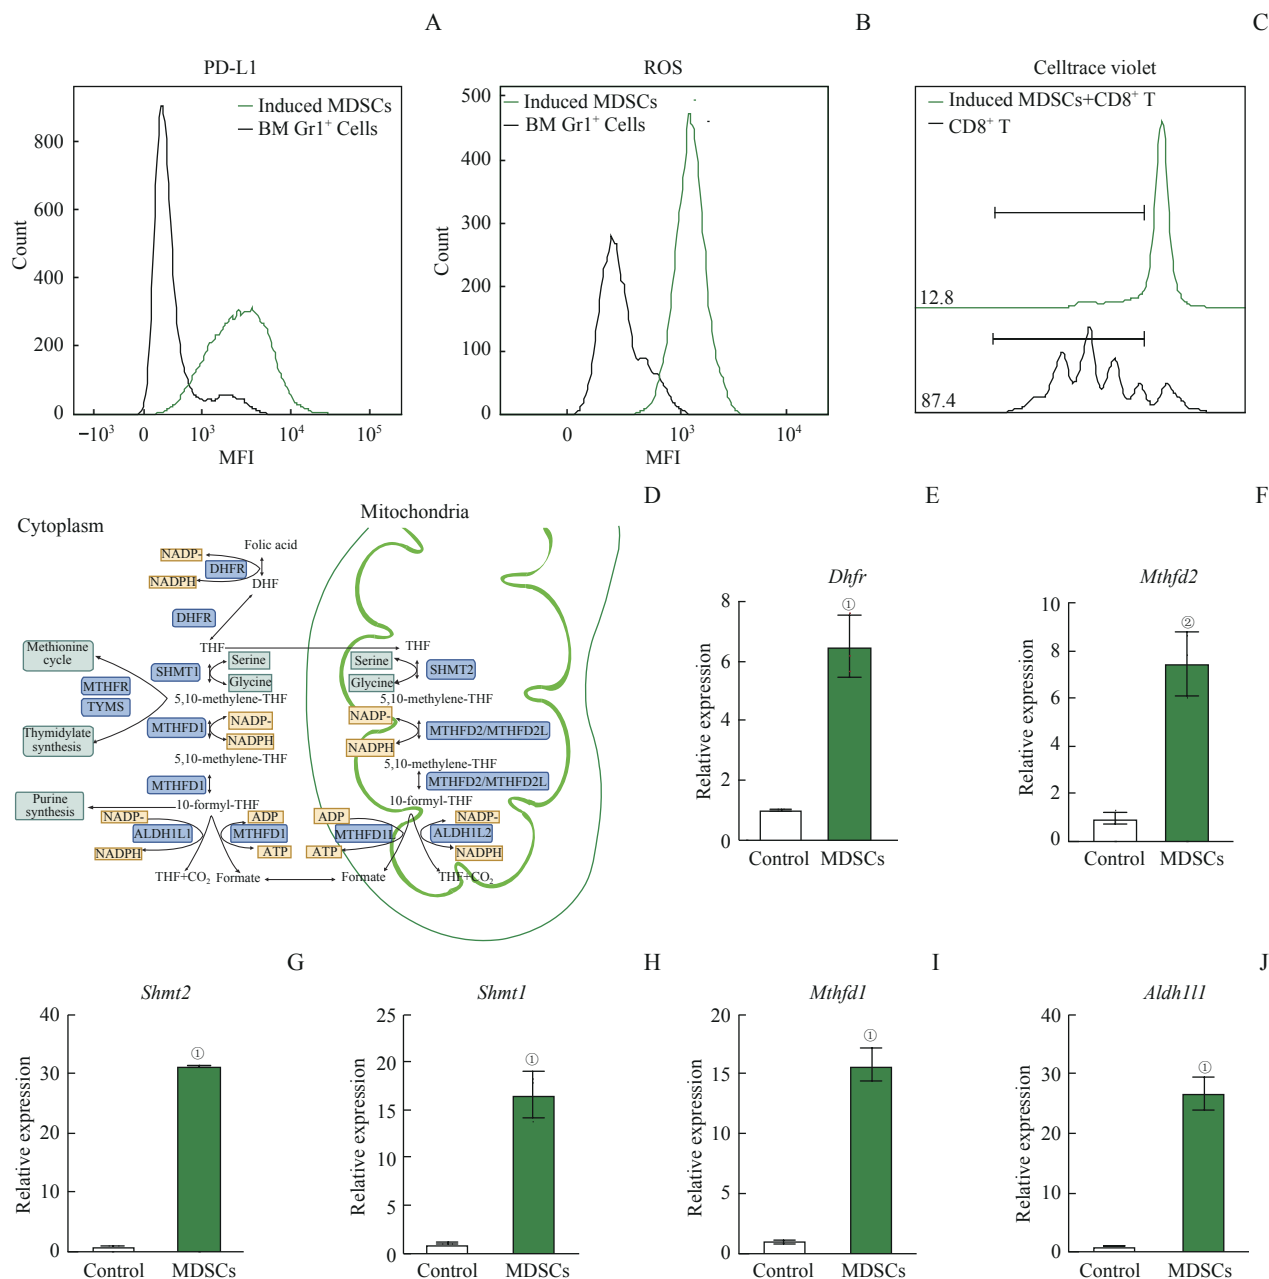 A
PD-L1
Induced MDSCs
BM Gr1⁺ Cells
Count
800
600
400
200
0
−10³ 0 10³ 10⁴ 10⁵
MFI
B
ROS
Induced MDSCs
BM Gr1⁺ Cells
Count
500
400
300
200
100
0
0 10³ 10⁴
MFI
C
Celltrace violet
Induced MDSCs+CD8⁺ T
CD8⁺ T
12.8
87.4
D
Cytoplasm
Mitochondria
Folic acid
NADP-
DHFR
NADPH
DHF
DHFR
THF
THF
Methionine
cycle
MTHFR
TYMS
Thymidylate
synthesis
SHMT1
Serine
Glycine
5,10-methylene-THF
MTHFD1
NADP-
NADPH
5,10-methylene-THF
MTHFD1
10-formyl-THF
Purine
synthesis
NADP-
ALDH1L1
NADPH
ADP
MTHFD1
ATP
THF+CO₂
Formate
Serine
Glycine
SHMT2
5,10-methylene-THF
NADP-
NADPH
MTHFD2/MTHFD2L
5,10-methylene-THF
MTHFD2/MTHFD2L
10-formyl-THF
ADP
MTHFD1L
ATP
NADP-
ALDH1L2
NADPH
Formate
THF+CO₂
E
Dhfr
①
Relative expression
8
6
4
2
0
Control MDSCs
F
Mthfd2
②
Relative expression
10
8
6
4
2
0
Control MDSCs
G
Shmt2
①
Relative expression
40
30
20
10
0
Control MDSCs
H
Shmt1
①
Relative expression
25
20
15
10
5
0
Control MDSCs
I
Mthfd1
①
Relative expression
20
15
10
5
0
Control MDSCs
J
Aldh1l1
①
Relative expression
40
30
20
10
0
Control MDSCs